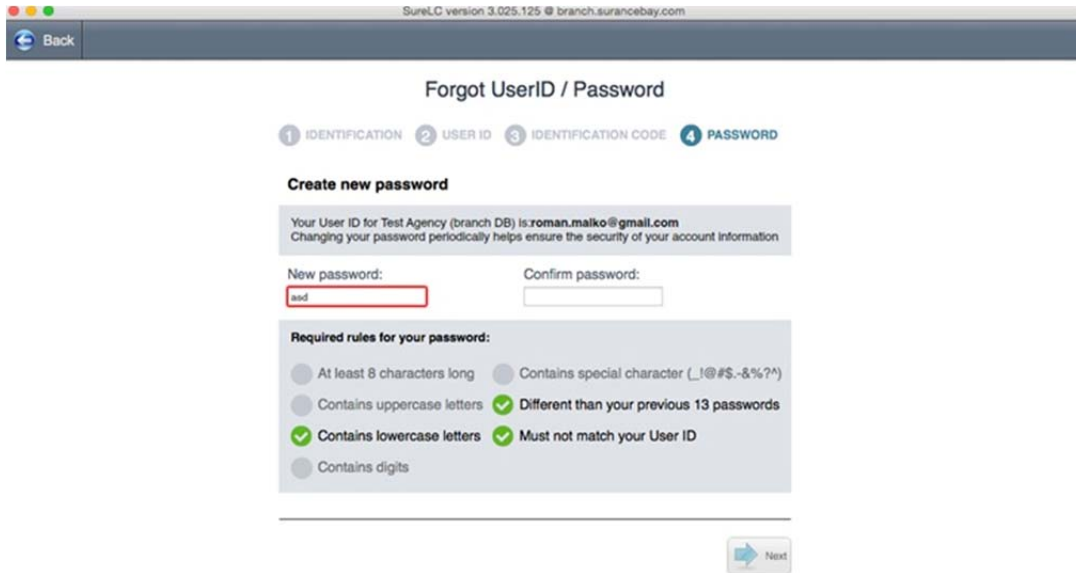 SureLC version 3.025.125 @ branch.surancebay.com
Back
Forgot UserID / Password
1 IDENTIFICATION 2 USER ID 3 IDENTIFICATION CODE 4 PASSWORD
Create new password
Your User ID for Test Agency (branch DB) is:roman.malko@gmail.com
Changing your password periodically helps ensure the security of your account information
New password: Confirm password:
asd
Required rules for your password:
At least 8 characters long Contains special character (_!@#$.-&%?^)
Contains uppercase letters Different than your previous 13 passwords
Contains lowercase letters Must not match your User ID
Contains digits
Next